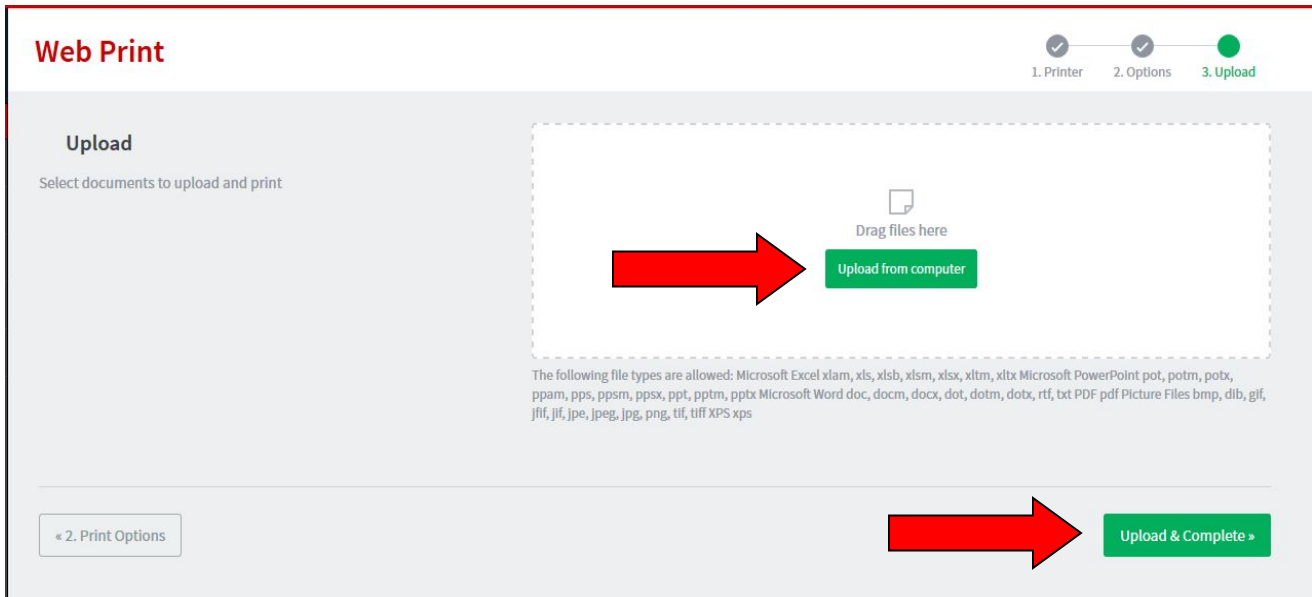 Web Print
1. Printer
2. Options
3. Upload
Upload
Select documents to upload and print
Drag files here
Upload from computer
The following file types are allowed: Microsoft Excel xlam, xls, xlsb, xlsm, xlsx, xltm, xltx Microsoft PowerPoint pot, potm, potx,
ppam, pps, ppsm, ppsx, ppt, pptm, pptx Microsoft Word doc, docm, docx, dot, dotm, dotx, rtf, txt PDF pdf Picture Files bmp, dib, gif,
jfif, jif, jpe, jpeg, jpg, png, tif, tiff XPS xps
« 2. Print Options
Upload & Complete »